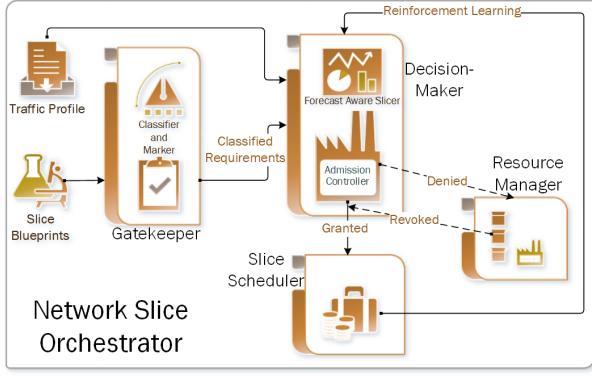 Reinforcement Learning
Decision-
Maker
Traffic Profile
Classifier
and
Marker
Forecast Aware Slicer
Classified
Requirements
Admission
Controller
Denied
Resource
Manager
Slice
Blueprints
Gatekeeper
Revoked
Granted
Slice
Scheduler
Network Slice
Orchestrator